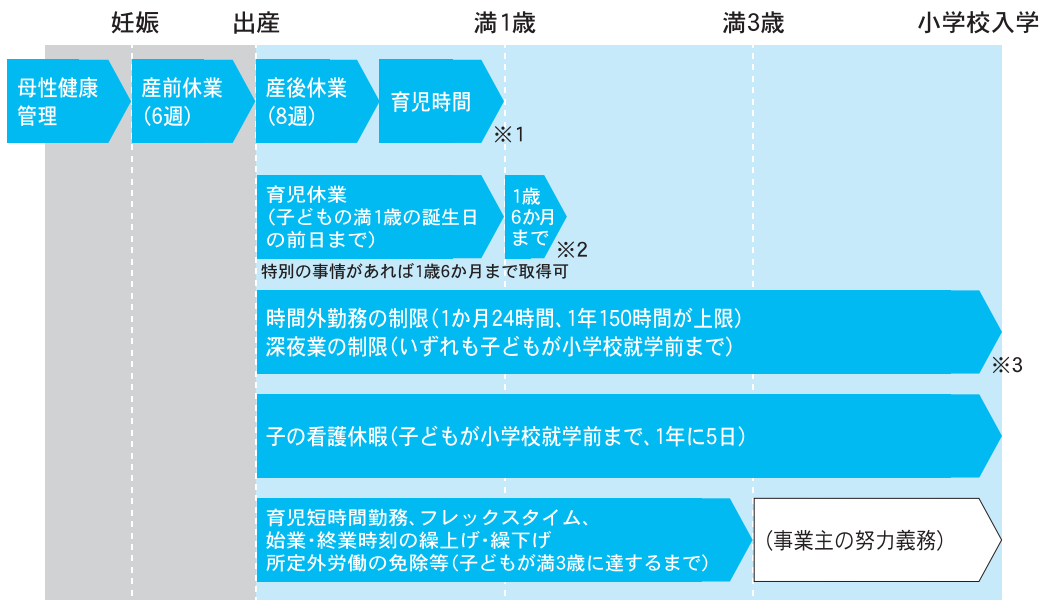 妊娠
出産
満1歳
満3歳
小学校入学
母性健康
管理
産前休業
(6週)
産後休業
(8週)
育児時間
※1
育児休業
(子どもの満1歳の誕生日
の前日まで)
1歳
6か月
まで
※2
特別の事情があれば1歳6か月まで取得可
時間外勤務の制限(1か月24時間、1年150時間が上限)
深夜業の制限(いずれも子どもが小学校就学前まで)
※3
子の看護休暇(子どもが小学校就学前まで、1年に5日)
育児短時間勤務、フレックスタイム、
始業・終業時刻の繰上げ・繰下げ
所定外労働の免除等(子どもが満3歳に達するまで)
(事業主の努力義務)